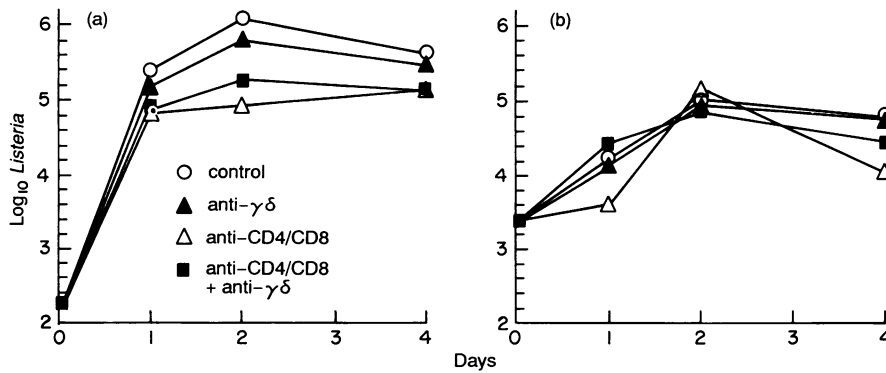 (a)
(b)
6
5
4
3
2
Log₁₀ Listeria
control
anti-γδ
anti-CD4/CD8
anti-CD4/CD8
+ anti-γδ
0 1 2 3 4
6
5
4
3
2
0 1 2 3 4
Days